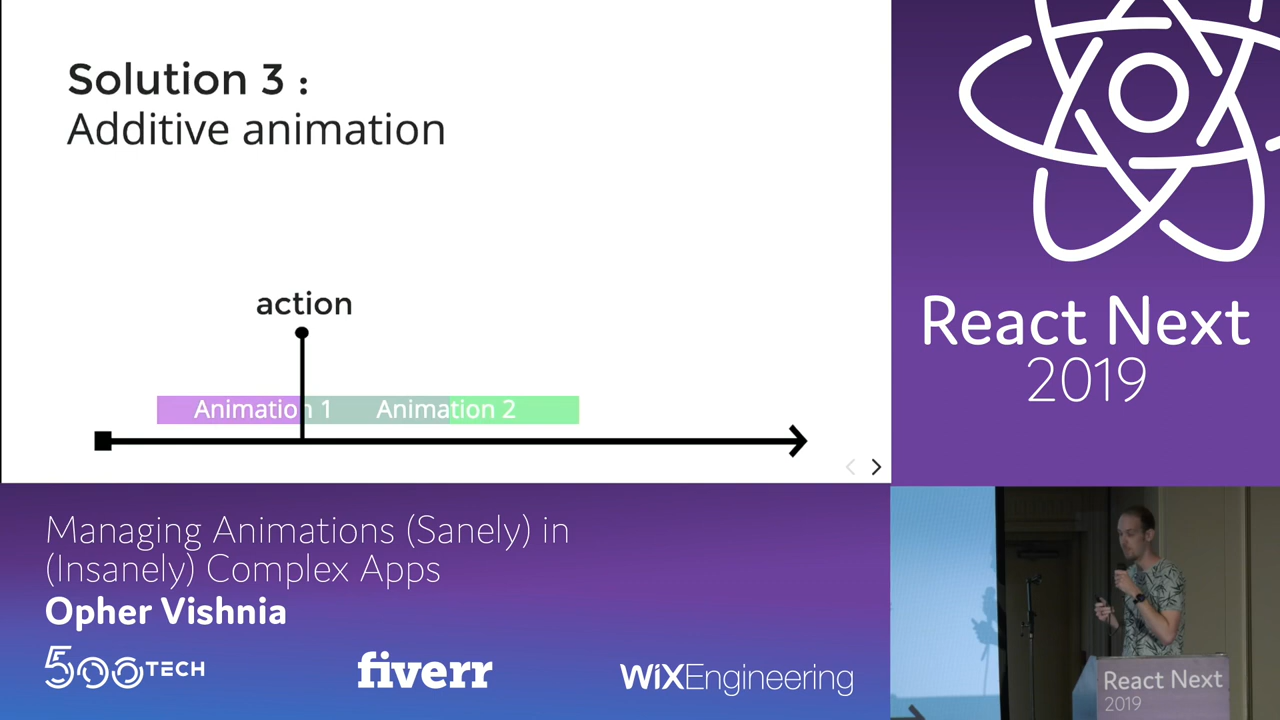 Solution 3 :
Additive animation
action
Animation 1
Animation 2
React Next
2019
Managing Animations (Sanely) in
(Insanely) Complex Apps
Opher Vishnia
500TECH
fiverr
WiXEngineering
React Next
2019